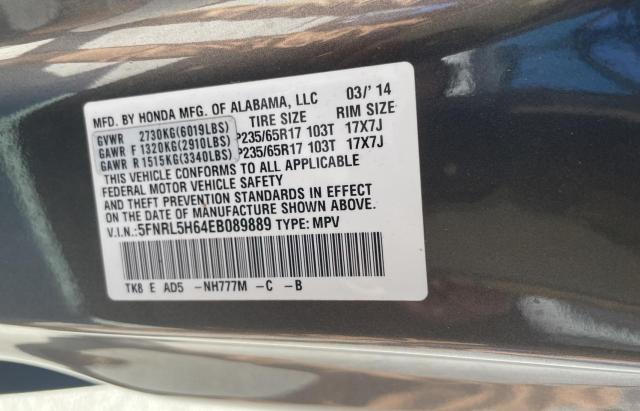 MFD. BY HONDA MFG. OF ALABAMA, LLC 03/' 14
TIRE SIZE RIM SIZE
GVWR 2730KG(6019LBS)
GAWR F 1320KG(2910LBS) P235/65R17 103T 17X7J
GAWR R 1515KG(3340LBS) P235/65R17 103T 17X7J
THIS VEHICLE CONFORMS TO ALL APPLICABLE
FEDERAL MOTOR VEHICLE SAFETY
AND THEFT PREVENTION STANDARDS IN EFFECT
ON THE DATE OF MANUFACTURE SHOWN ABOVE.
V.I.N.:5FNRL5H64EB089889 TYPE: MPV
TK8 E AD5 -NH777M -C -B